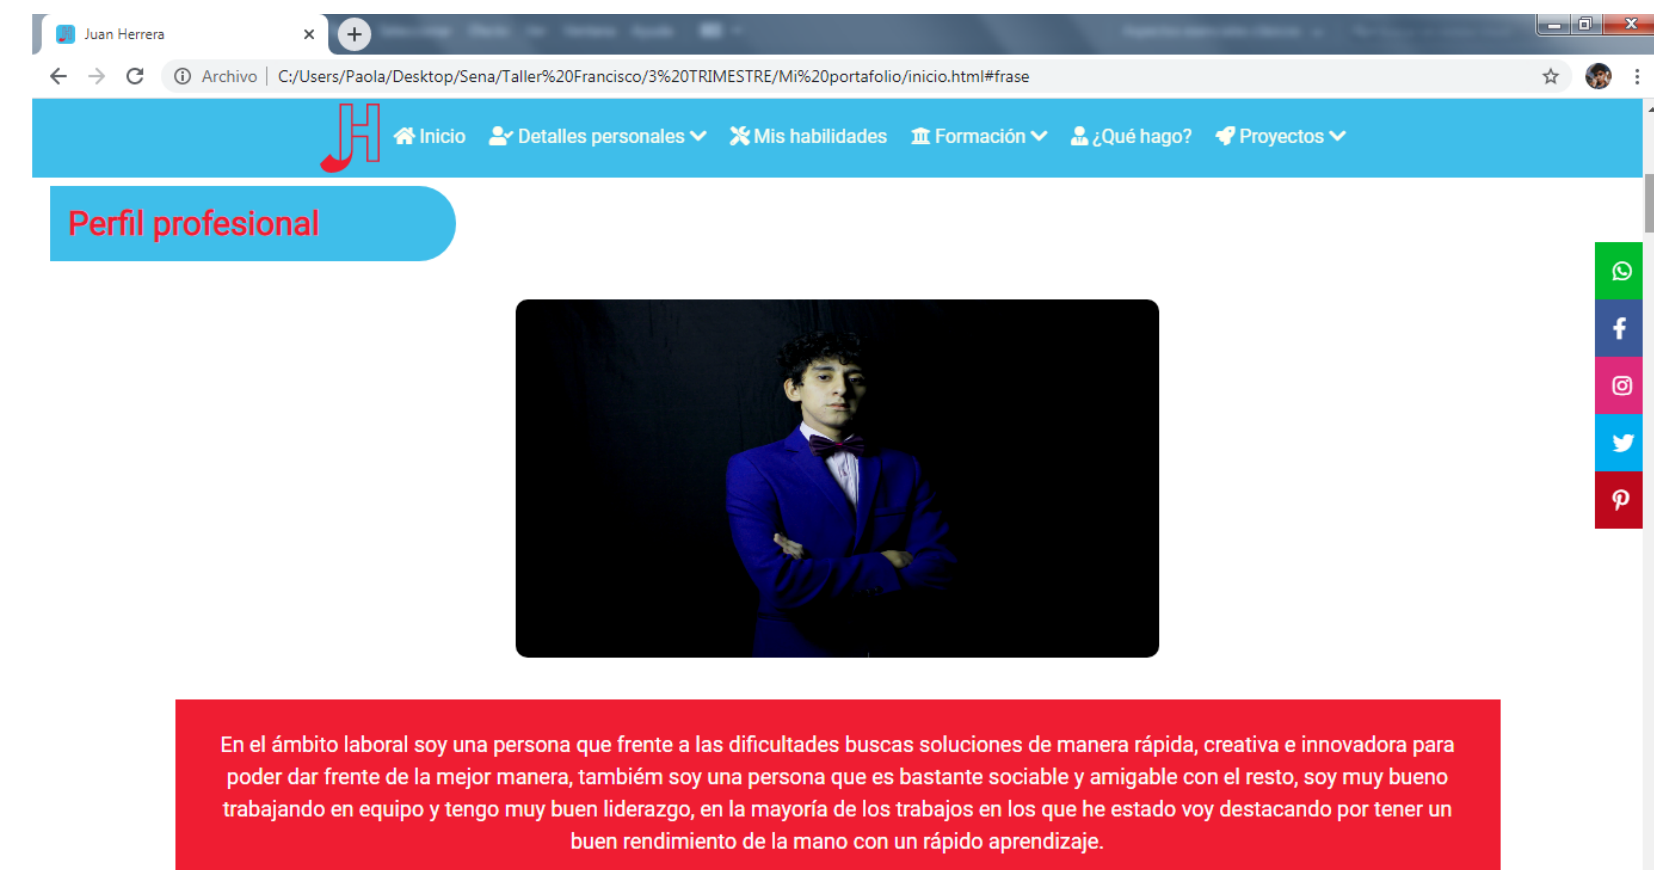 Juan Herrera
Archivo | C:/Users/Paola/Desktop/Sena/Taller%20Francisco/3%20TRIMESTRE/Mi%20portafolio/inicio.html#frase
JH Inicio Detalles personales Mis habilidades Formación ¿Qué hago? Proyectos
Perfil profesional
En el ámbito laboral soy una persona que frente a las dificultades buscas soluciones de manera rápida, creativa e innovadora para
poder dar frente de la mejor manera, tambiém soy una persona que es bastante sociable y amigable con el resto, soy muy bueno
trabajando en equipo y tengo muy buen liderazgo, en la mayoría de los trabajos en los que he estado voy destacando por tener un
buen rendimiento de la mano con un rápido aprendizaje.